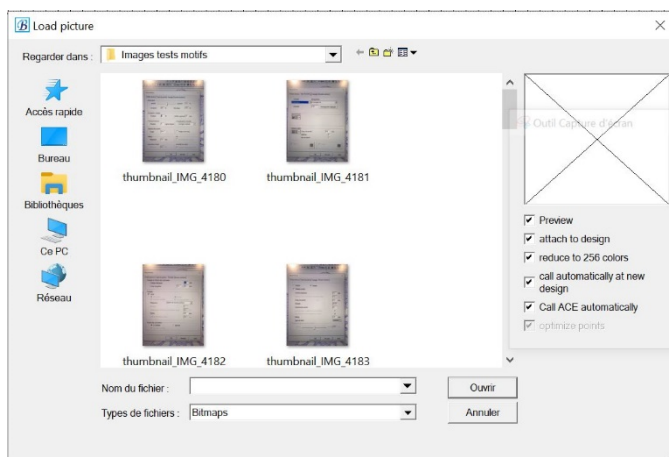 Load picture
Regarder dans :
Images tests motifs
Accès rapide
Bureau
Bibliothèques
Ce PC
Réseau
thumbnail_IMG_4180
thumbnail_IMG_4181
thumbnail_IMG_4182
thumbnail_IMG_4183
Outil Capture d'écran
Preview
attach to design
reduce to 256 colors
call automatically at new
design
Call ACE automatically
optimize points
Nom du fichier :
Ouvrir
Types de fichiers :
Bitmaps
Annuler